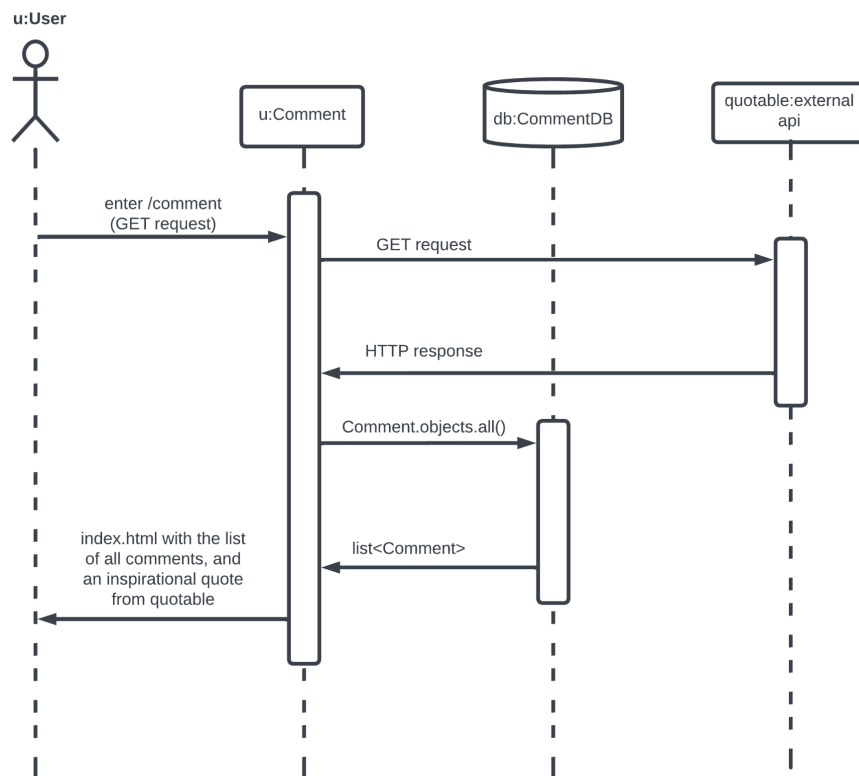 u:User
u:Comment
db:CommentDB
quotable:external
api
enter /comment
(GET request)
GET request
HTTP response
Comment.objects.all()
index.html with the list
of all comments, and
an inspirational quote
from quotable
list<Comment>